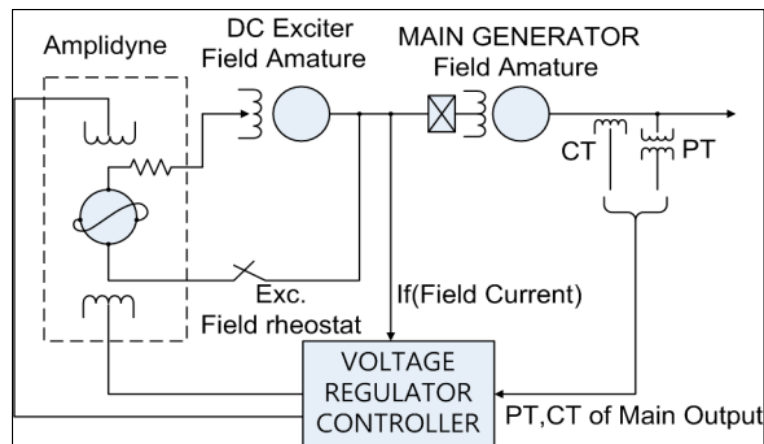 Amplidyne
DC Exciter
Field Amature
MAIN GENERATOR
Field Amature
CT
PT
Exc.
Field rheostat
If(Field Current)
VOLTAGE
REGULATOR
CONTROLLER
PT,CT of Main Output